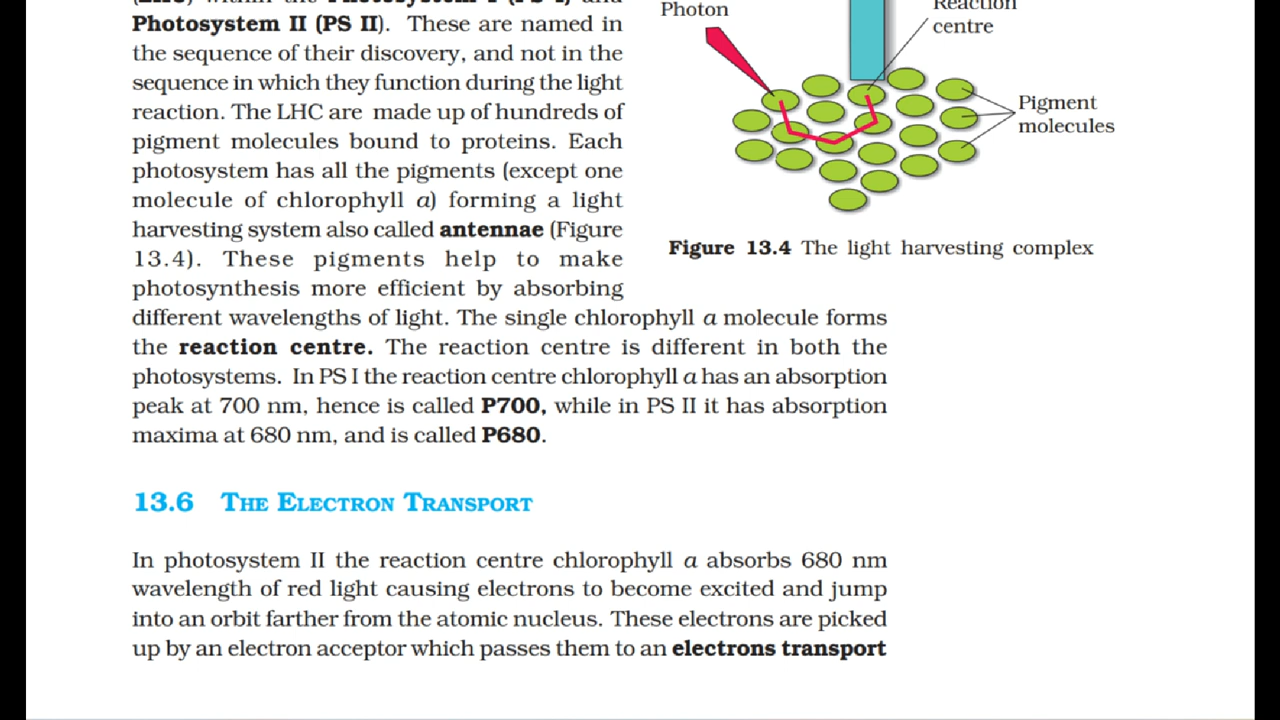 (LHC) within the Photosystem I (PS I) and
Photosystem II (PS II). These are named in
the sequence of their discovery, and not in the
sequence in which they function during the light
reaction. The LHC are made up of hundreds of
pigment molecules bound to proteins. Each
photosystem has all the pigments (except one
molecule of chlorophyll a) forming a light
harvesting system also called antennae (Figure
13.4). These pigments help to make
photosynthesis more efficient by absorbing
different wavelengths of light. The single chlorophyll a molecule forms
the reaction centre. The reaction centre is different in both the
photosystems. In PS I the reaction centre chlorophyll a has an absorption
peak at 700 nm, hence is called P700, while in PS II it has absorption
maxima at 680 nm, and is called P680.
Photon
Reaction
centre
Pigment
molecules
Figure 13.4 The light harvesting complex
13.6 THE ELECTRON TRANSPORT
In photosystem II the reaction centre chlorophyll a absorbs 680 nm
wavelength of red light causing electrons to become excited and jump
into an orbit farther from the atomic nucleus. These electrons are picked
up by an electron acceptor which passes them to an electrons transport